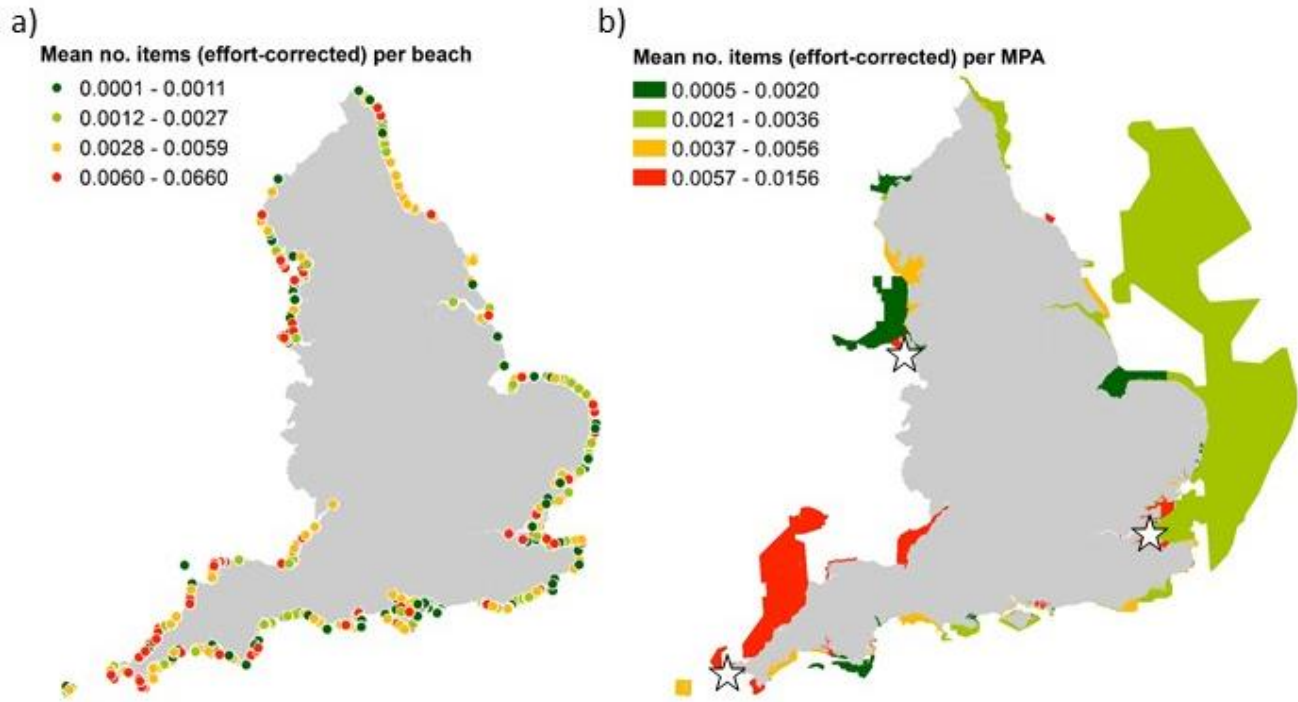 a)
Mean no. items (effort-corrected) per beach
0.0001 - 0.0011
0.0012 - 0.0027
0.0028 - 0.0059
0.0060 - 0.0660
b)
Mean no. items (effort-corrected) per MPA
0.0005 - 0.0020
0.0021 - 0.0036
0.0037 - 0.0056
0.0057 - 0.0156